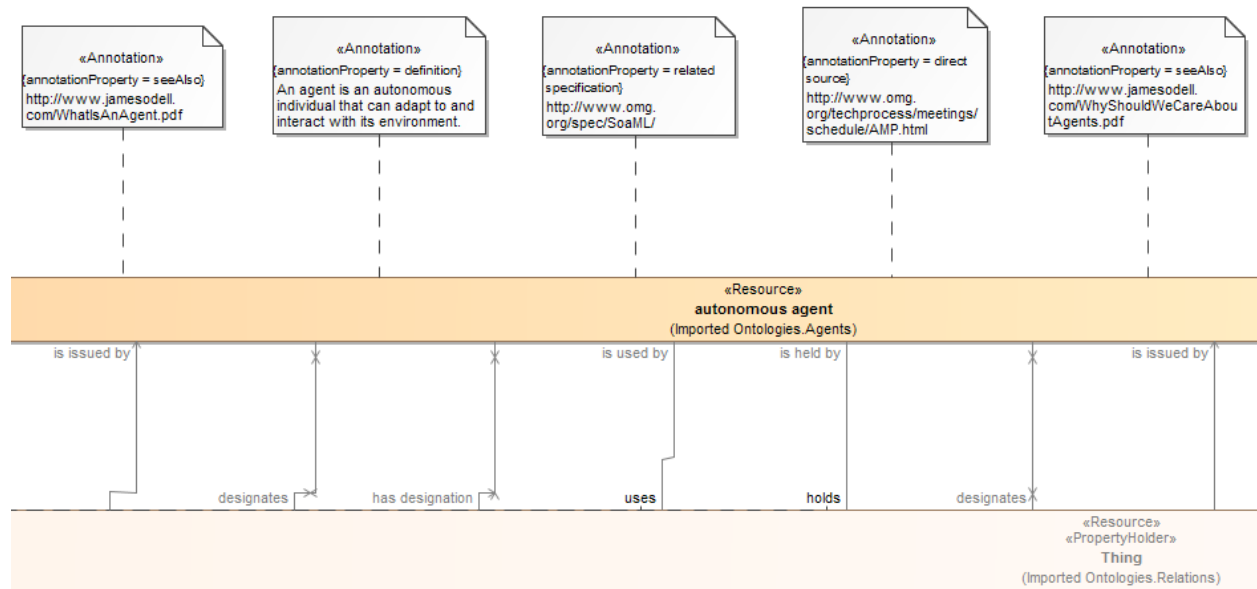 «Annotation»
{annotationProperty = seeAlso}
http://www.jamesodell.
com/WhatIsAnAgent.pdf
«Annotation»
{annotationProperty = definition}
An agent is an autonomous
individual that can adapt to and
interact with its environment.
«Annotation»
{annotationProperty = related
specification}
http://www.omg.
org/spec/SoaML/
«Annotation»
{annotationProperty = direct
source}
http://www.omg.
org/techprocess/meetings/
schedule/AMP.html
«Annotation»
{annotationProperty = seeAlso}
http://www.jamesodell.
com/WhyShouldWeCareAbou
tAgents.pdf
«Resource»
autonomous agent
(Imported Ontologies.Agents)
is issued by
is used by
is held by
is issued by
designates
has designation
uses
holds
designates
«Resource»
«PropertyHolder»
Thing
(Imported Ontologies.Relations)